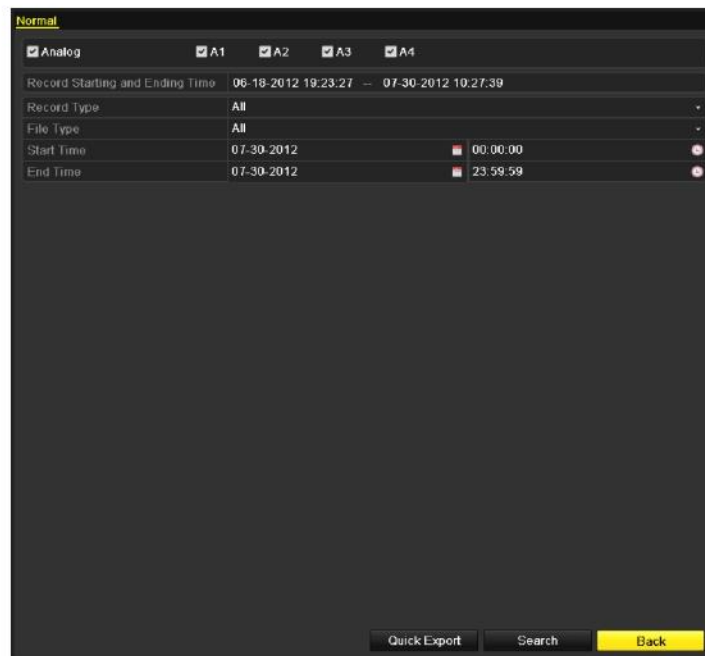 Normal
Analog A1 A2 A3 A4
Record Starting and Ending Time 06-18-2012 19:23:27 -- 07-30-2012 10:27:39
Record Type All
File Type All
Start Time 07-30-2012 00:00:00
End Time 07-30-2012 23:59:59
Quick Export Search Back